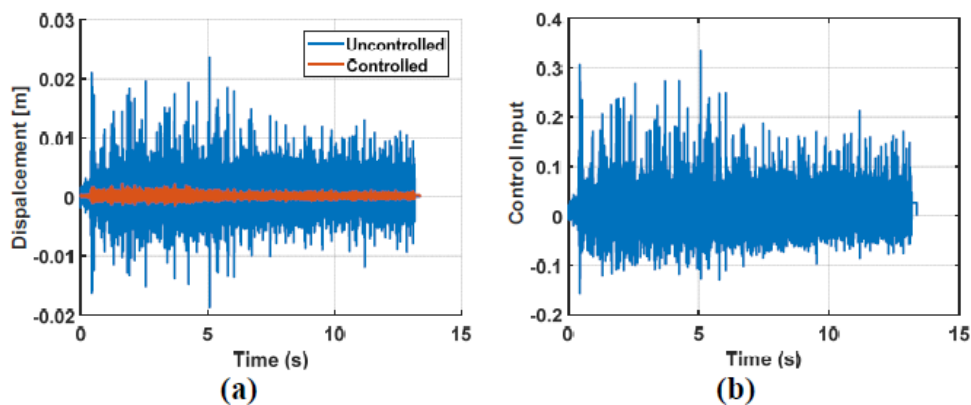 0.03
0.02
0.01
0
-0.01
-0.02
Dispalcement [m]
Uncontrolled
Controlled
0
5
10
15
Time (s)
(a)
0.4
0.3
0.2
0.1
0
-0.1
-0.2
Control Input
0
5
10
15
Time (s)
(b)